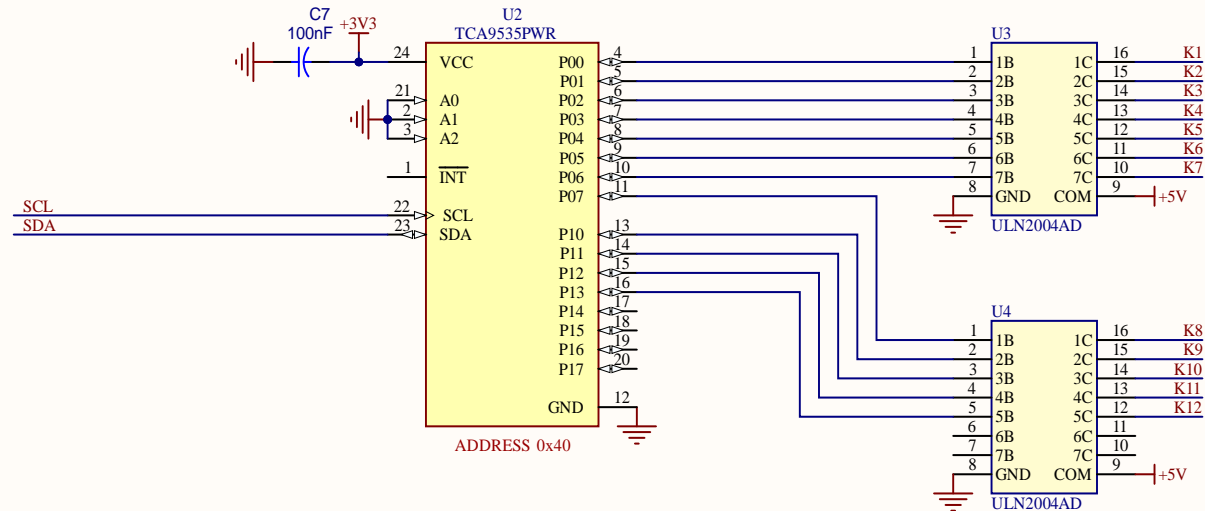 C7
100nF
+3V3
U2
TCA9535PWR
24 VCC
21 A0
2 A1
3 A2
1 INT
SCL 22 SCL
SDA 23 SDA
P00 4
P01 5
P02 6
P03 7
P04 8
P05 9
P06 10
P07 11
P10 13
P11 14
P12 15
P13 16
P14 17
P15 18
P16 19
P17 20
GND 12
ADDRESS 0x40
U3
1 1B 1C 16 K1
2 2B 2C 15 K2
3 3B 3C 14 K3
4 4B 4C 13 K4
5 5B 5C 12 K5
6 6B 6C 11 K6
7 7B 7C 10 K7
8 GND COM 9 +5V
ULN2004AD
U4
1 1B 1C 16 K8
2 2B 2C 15 K9
3 3B 3C 14 K10
4 4B 4C 13 K11
5 5B 5C 12 K12
6 6B 6C 11
7 7B 7C 10
8 GND COM 9 +5V
ULN2004AD